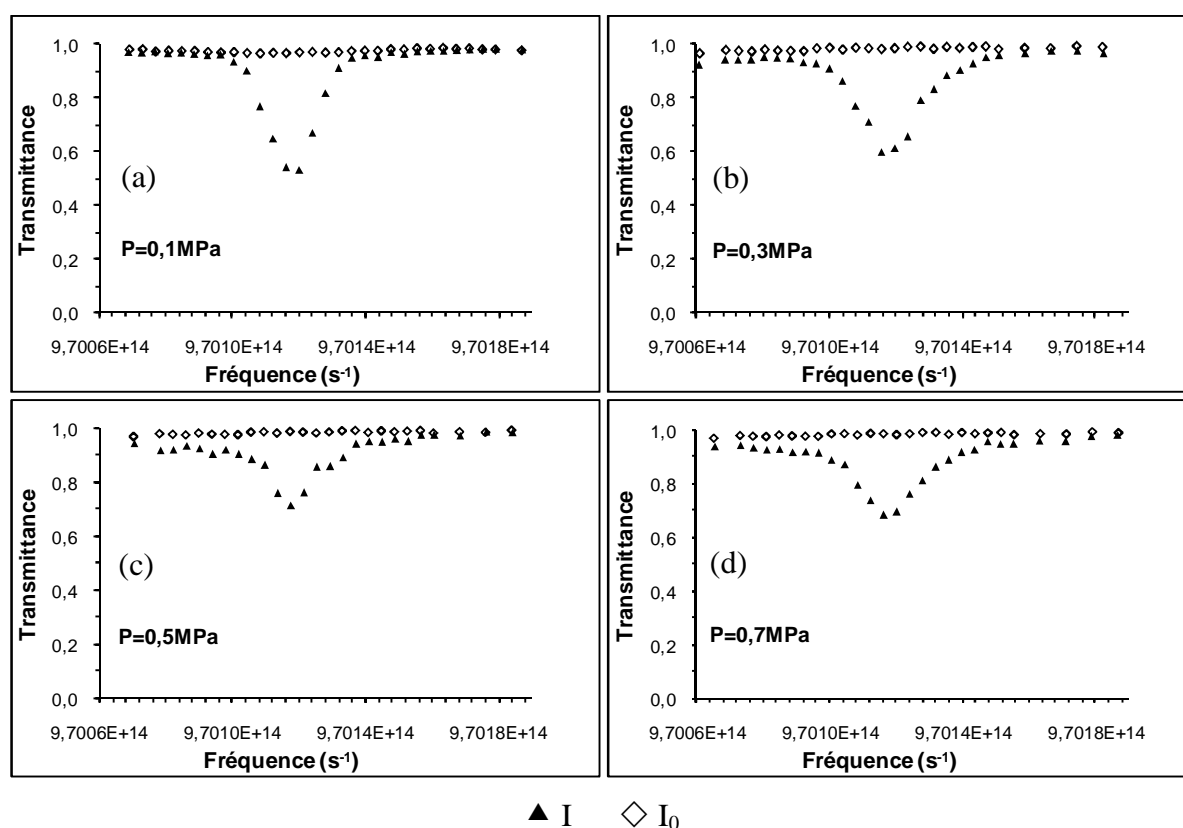 1,0
0,8
0,6
0,4
0,2
0,0
Transmittance
(a)
P=0,1MPa
9,7006E+14 9,7010E+14 9,7014E+14 9,7018E+14
Fréquence (s⁻¹)
1,0
0,8
0,6
0,4
0,2
0,0
Transmittance
(b)
P=0,3MPa
9,7006E+14 9,7010E+14 9,7014E+14 9,7018E+14
Fréquence (s⁻¹)
1,0
0,8
0,6
0,4
0,2
0,0
Transmittance
(c)
P=0,5MPa
9,7006E+14 9,7010E+14 9,7014E+14 9,7018E+14
Fréquence (s⁻¹)
1,0
0,8
0,6
0,4
0,2
0,0
Transmittance
(d)
P=0,7MPa
9,7006E+14 9,7010E+14 9,7014E+14 9,7018E+14
Fréquence (s⁻¹)
▲ I ◇ I₀